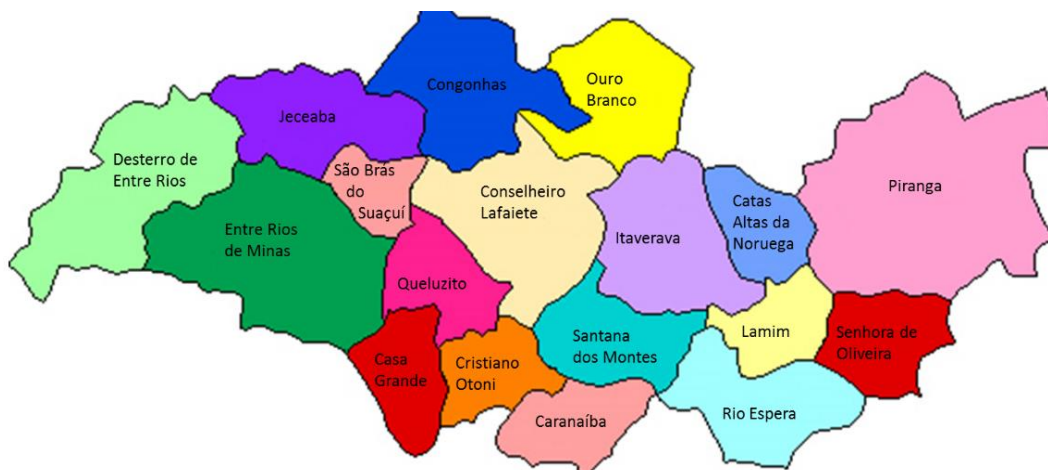 Congonhas
Ouro
Branco
Jeceaba
Desterro de
Entre Rios
São Brás
do
Suaçuí
Conselheiro
Lafaiete
Piranga
Catas
Altas da
Noruega
Entre Rios
de Minas
Itaverava
Queluzito
Lamim
Senhora de
Oliveira
Santana
dos Montes
Casa
Grande
Cristiano
Otoni
Caranaíba
Rio Espera